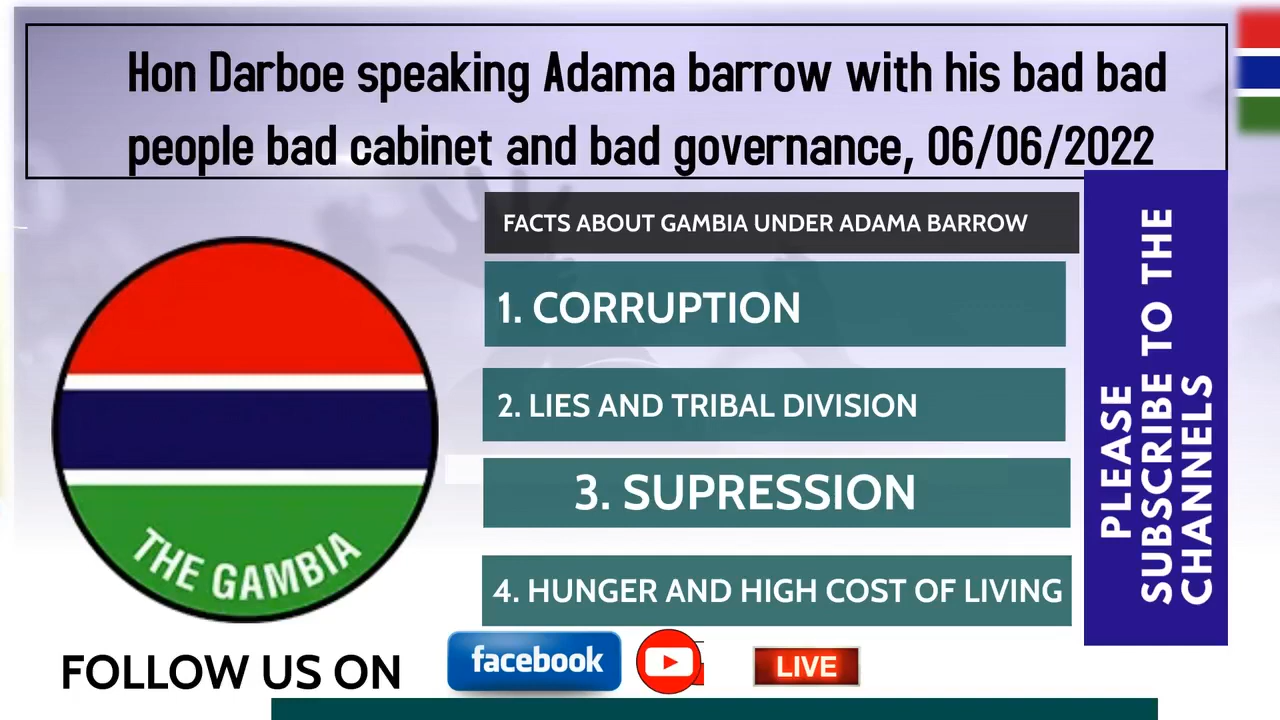 Hon Darboe speaking Adama barrow with his bad bad
people bad cabinet and bad governance, 06/06/2022
FACTS ABOUT GAMBIA UNDER ADAMA BARROW
1. CORRUPTION
2. LIES AND TRIBAL DIVISION
3. SUPRESSION
4. HUNGER AND HIGH COST OF LIVING
THE GAMBIA
PLEASE
SUBSCRIBE TO THE
CHANNELS
FOLLOW US ON
facebook
LIVE